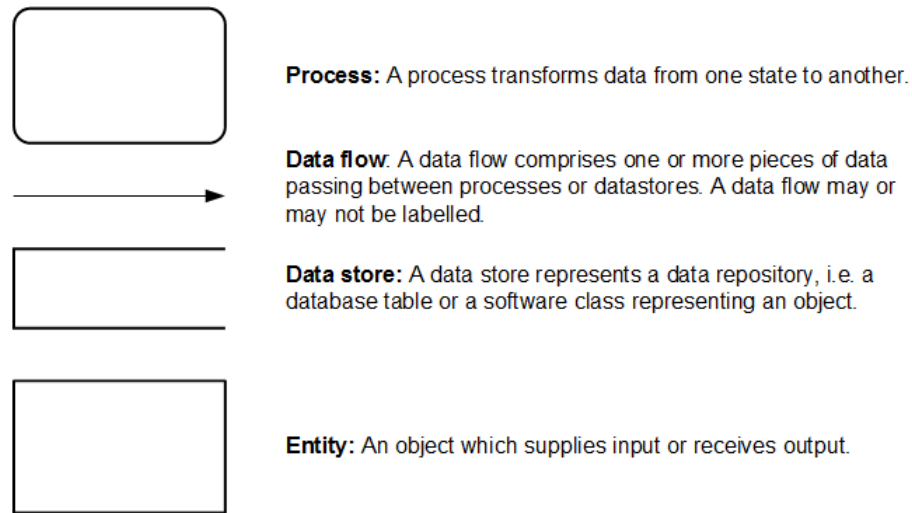 Process: A process transforms data from one state to another.
Data flow: A data flow comprises one or more pieces of data
passing between processes or datastores. A data flow may or
may not be labelled.
Data store: A data store represents a data repository, i.e. a
database table or a software class representing an object.
Entity: An object which supplies input or receives output.